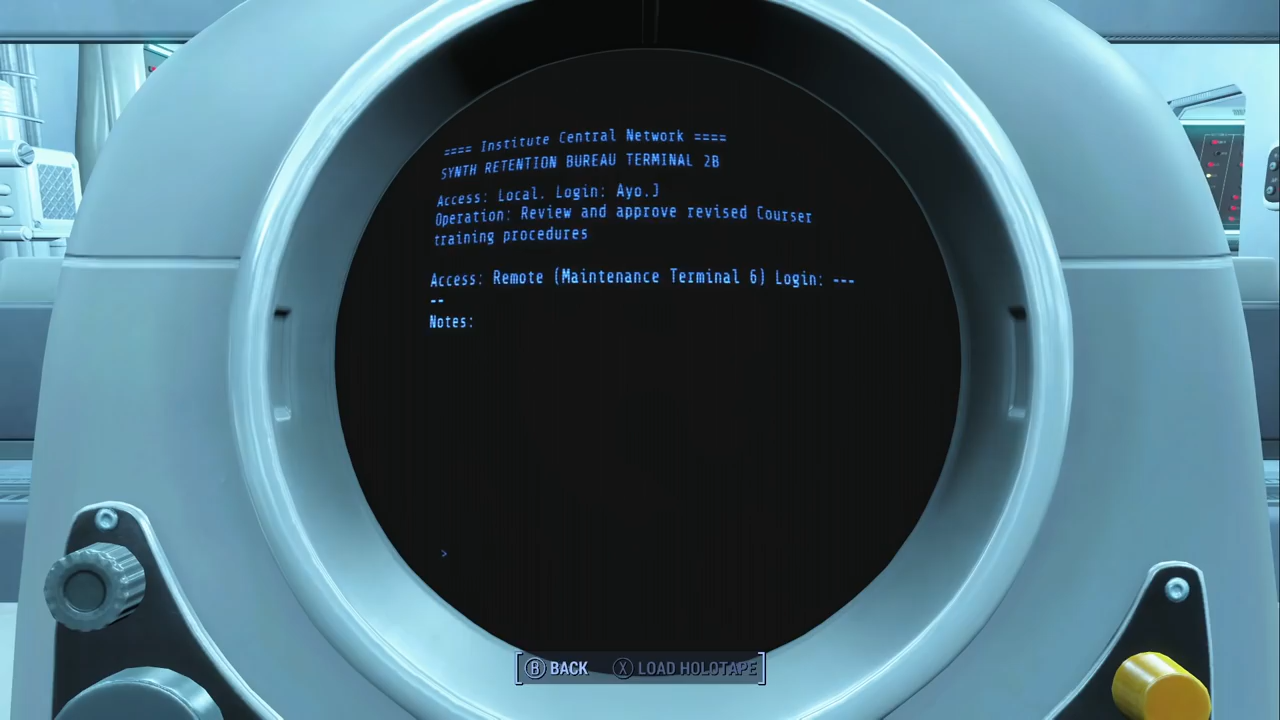 ==== Institute Central Network ====
SYNTH RETENTION BUREAU TERMINAL 2B
Access: Local. Login: Ayo.J
Operation: Review and approve revised Courser
training procedures
Access: Remote (Maintenance Terminal 6) Login: ---
--
Notes:
>
[ B BACK X LOAD HOLOTAPE ]